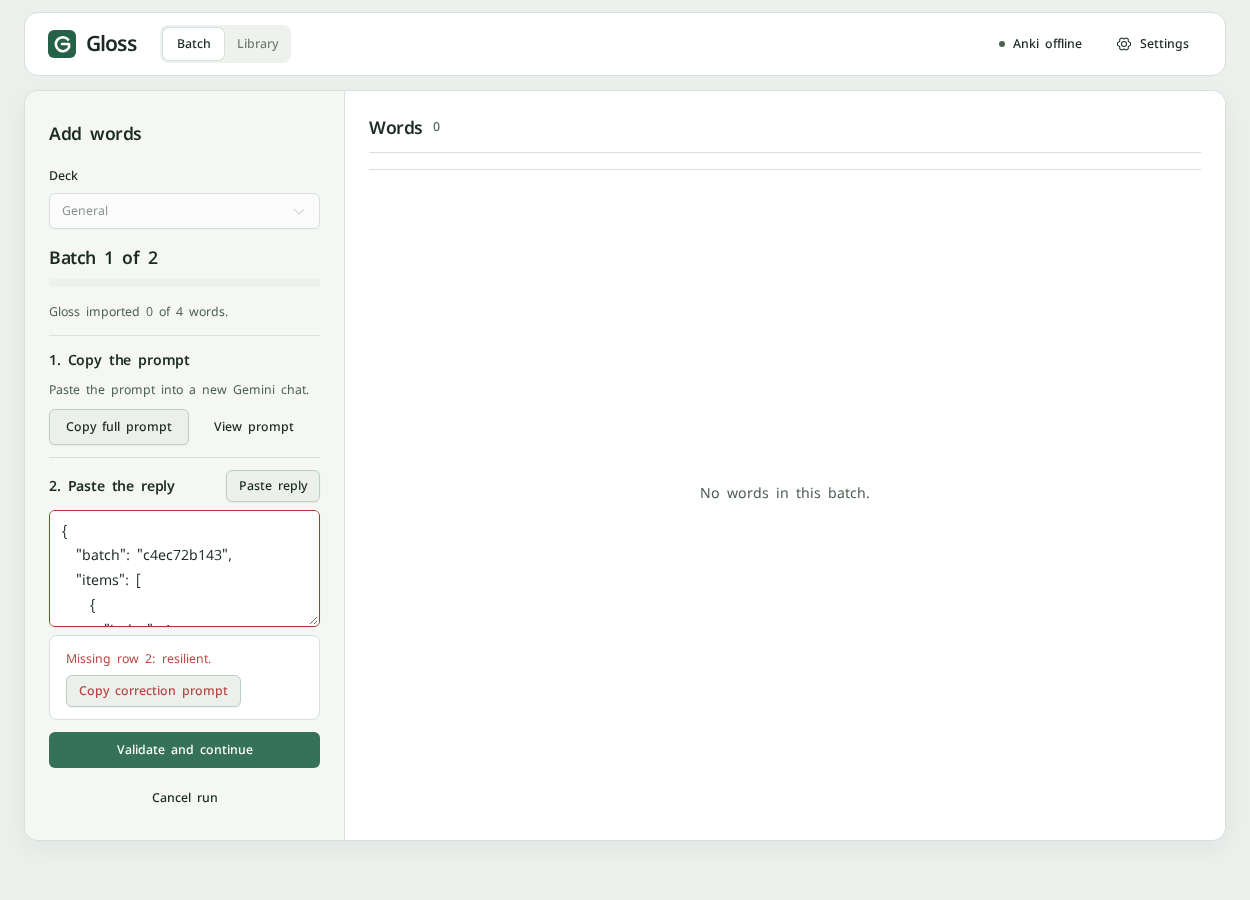 Gloss
Batch
Library
Anki offline
Settings
Add words
Deck
General
Batch 1 of 2
Gloss imported 0 of 4 words.
1. Copy the prompt
Paste the prompt into a new Gemini chat.
Copy full prompt
View prompt
2. Paste the reply
Paste reply
{
"batch": "c4ec72b143",
"items": [
{
Missing row 2: resilient.
Copy correction prompt
Validate and continue
Cancel run
Words 0
No words in this batch.